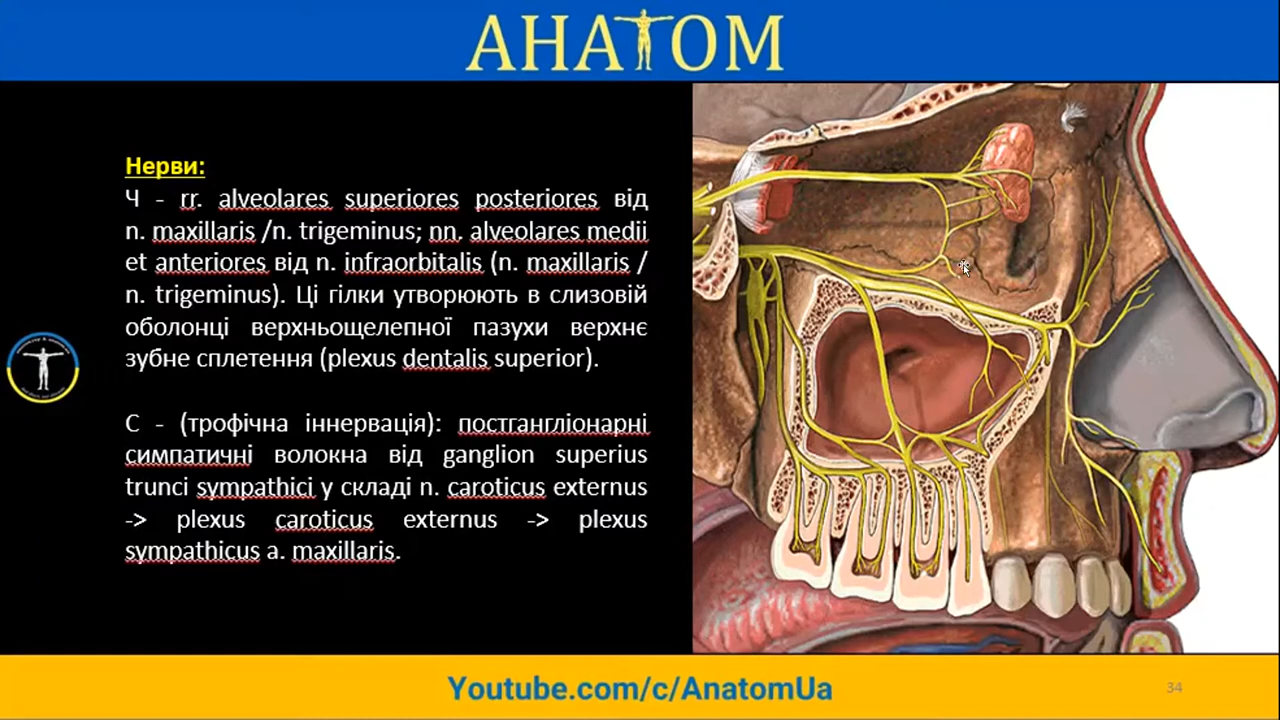 АНАТОМ
Нерви:
Ч - rr. alveolares superiores posteriores від
n. maxillaris /n. trigeminus; nn. alveolares medii
et anteriores від n. infraorbitalis (n. maxillaris /
n. trigeminus). Ці гілки утворюють в слизовій
оболонці верхньощелепної пазухи верхнє
зубне сплетення (plexus dentalis superior).
С - (трофічна іннервація): постгангліонарні
симпатичні волокна від ganglion superius
trunci sympathici у складі n. caroticus externus
-> plexus caroticus externus -> plexus
sympathicus a. maxillaris.
Youtube.com/c/AnatomUa
34